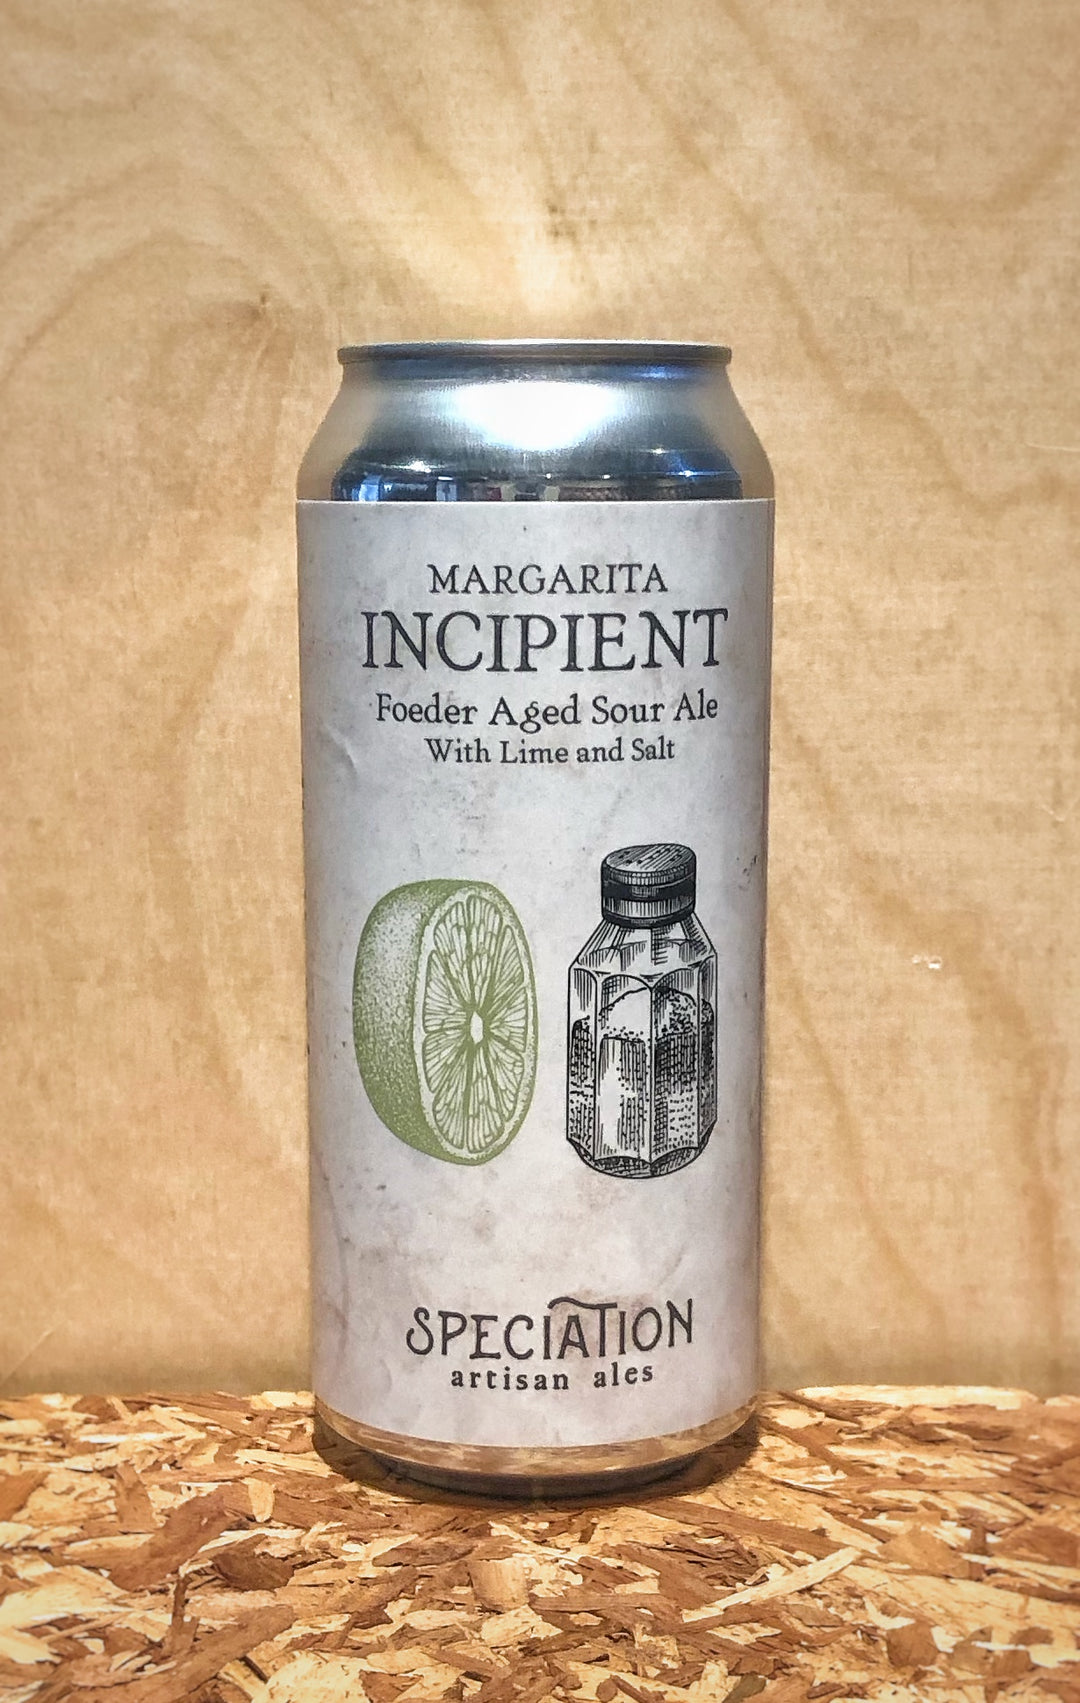 MARGARITA
INCIPIENT
Foeder Aged Sour Ale
With Lime and Salt
SPECIATION
artisan ales